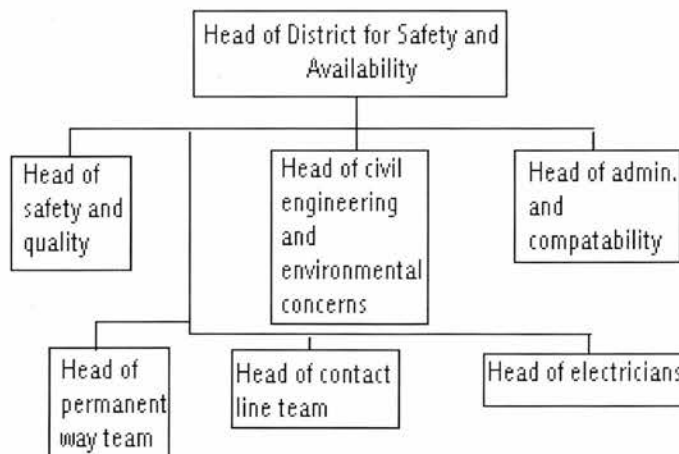 Head of District for Safety and
Availability
Head of
safety and
quality
Head of civil
engineering
and
environmental
concerns
Head of admin.
and
compatability
Head of
permanent
way team
Head of contact
line team
Head of electricians